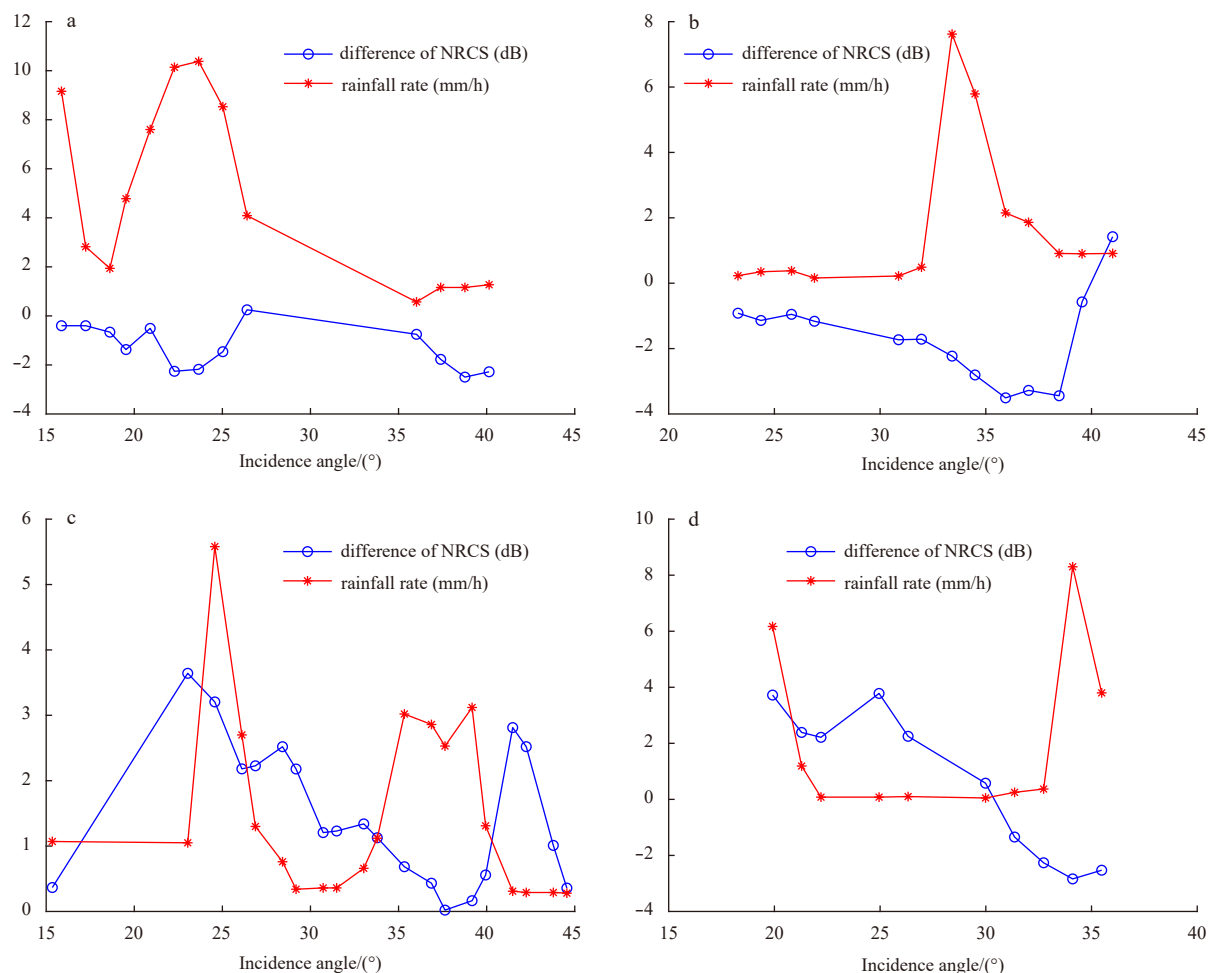 a
difference of NRCS (dB)
rainfall rate (mm/h)
12
10
8
6
4
2
0
−2
−4
15 20 25 30 35 40 45
Incidence angle/(°)
b
difference of NRCS (dB)
rainfall rate (mm/h)
8
6
4
2
0
−2
−4
20 25 30 35 40 45
Incidence angle/(°)
c
difference of NRCS (dB)
rainfall rate (mm/h)
6
5
4
3
2
1
0
15 20 25 30 35 40 45
Incidence angle/(°)
d
difference of NRCS (dB)
rainfall rate (mm/h)
10
8
6
4
2
0
−2
−4
15 20 25 30 35 40
Incidence angle/(°)